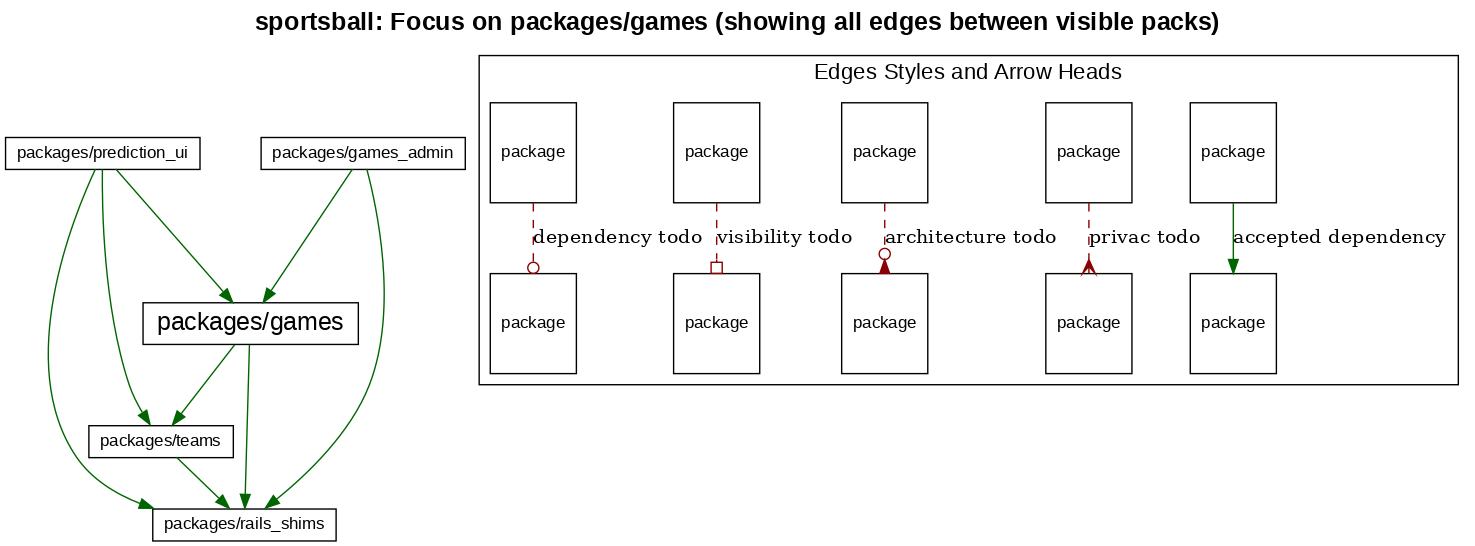 sportsball: Focus on packages/games (showing all edges between visible packs)
Edges Styles and Arrow Heads
packages/prediction_ui
packages/games_admin
package
package
package
package
package
dependency todo
visibility todo
architecture todo
privac todo
accepted dependency
packages/games
package
package
package
package
package
packages/teams
packages/rails_shims